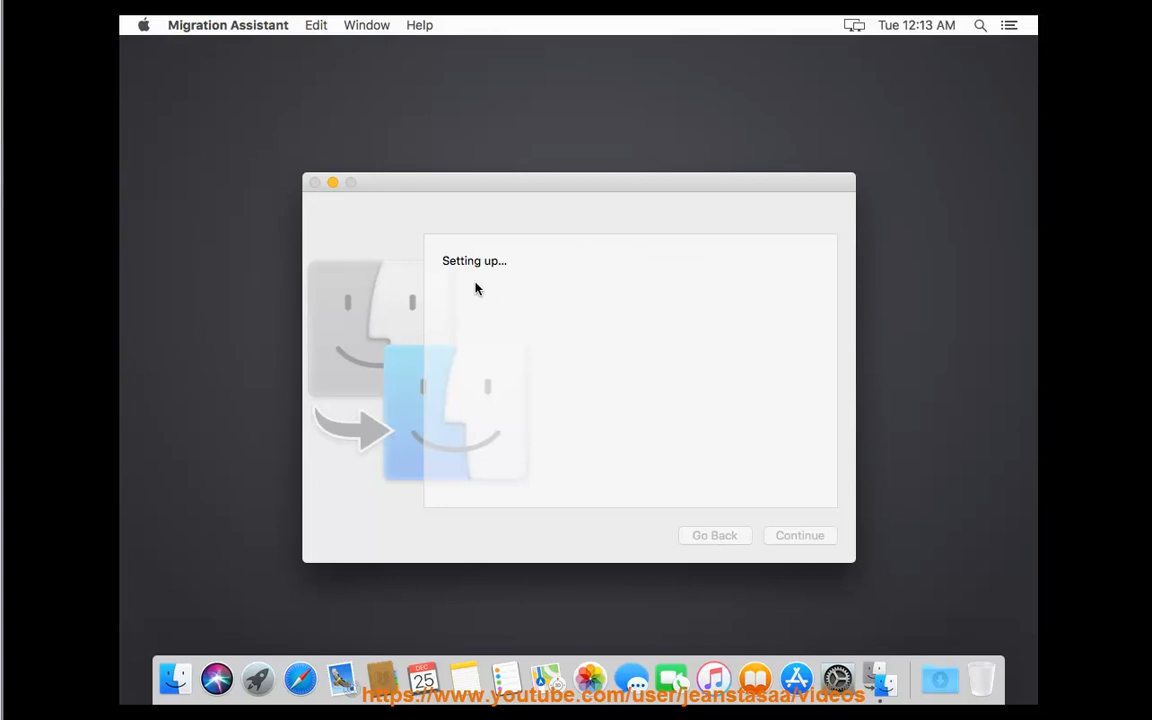 Migration Assistant Edit Window Help Tue 12:13 AM
Setting up...
Go Back Continue
DEC
25
https://www.youtube.com/user/jeanstasaa/videos